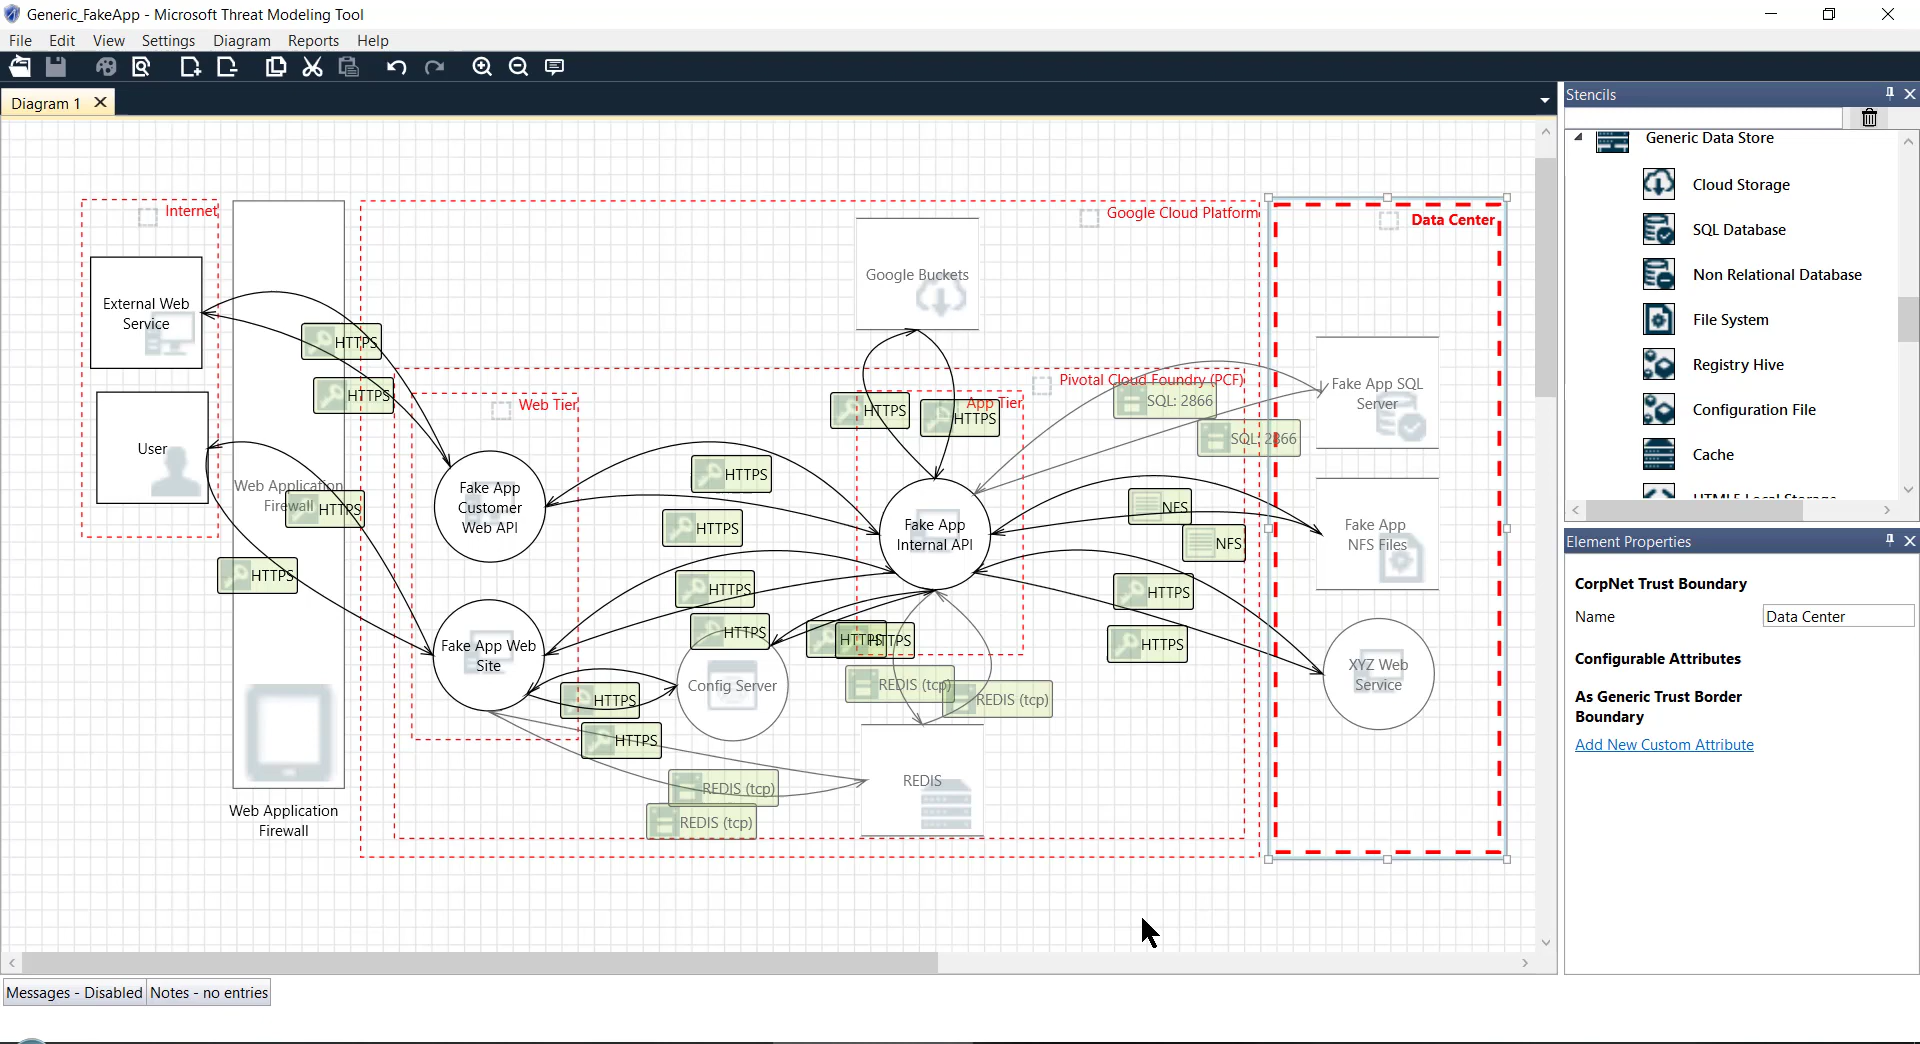 Generic_FakeApp - Microsoft Threat Modeling Tool
File Edit View Settings Diagram Reports Help
Diagram 1
Internet
External Web
Service
User
Web Application
Firewall
Web Application
Firewall
HTTPS
HTTPS
HTTPS
HTTPS
Google Cloud Platform
Google Buckets
Pivotal Cloud Foundry (PCF)
Web Tier
App Tier
HTTPS
HTTPS
Fake App
Customer
Web API
Fake App Web
Site
HTTPS
HTTPS
HTTPS
HTTPS
HTTPS
HTTPS
Config Server
HTTPS
HTTPS
Fake App
Internal API
REDIS (tcp)
REDIS (tcp)
REDIS (tcp)
REDIS (tcp)
REDIS
SQL: 2866
SQL: 2866
NFS
NFS
HTTPS
HTTPS
Data Center
Fake App SQL
Server
Fake App
NFS Files
XYZ Web
Service
Stencils
Generic Data Store
Cloud Storage
SQL Database
Non Relational Database
File System
Registry Hive
Configuration File
Cache
Element Properties
CorpNet Trust Boundary
Name Data Center
Configurable Attributes
As Generic Trust Border
Boundary
Add New Custom Attribute
Messages - Disabled Notes - no entries